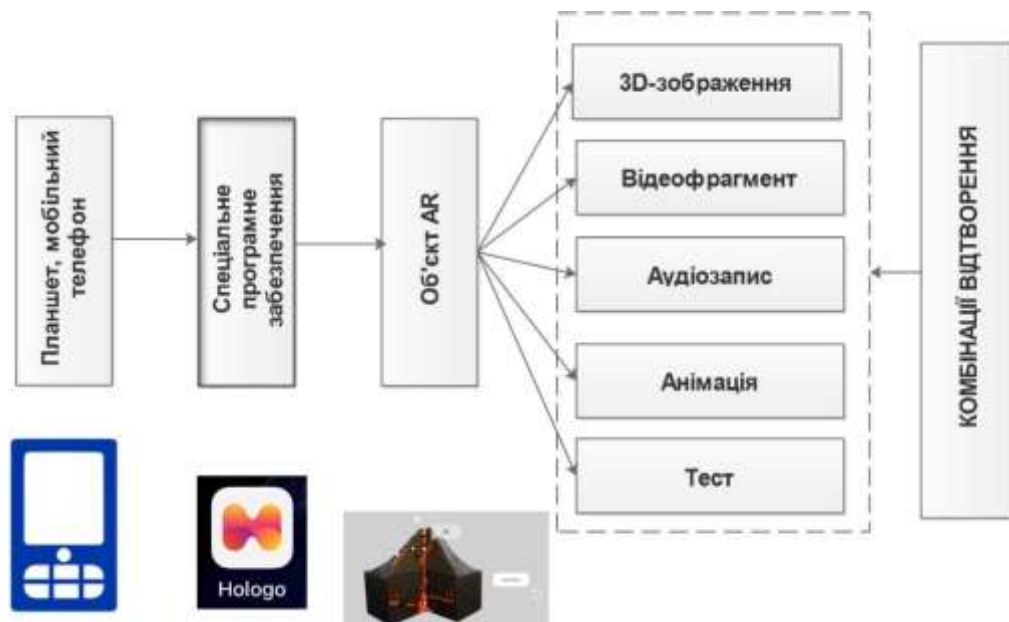 Планшет, мобільний
телефон
Спеціальне
програмне
забезпечення
Об'єкт AR
3D-зображення
Відеофрагмент
Аудіозапис
Анімація
Тест
КОМБІНАЦІЇ ВІДТВОРЕННЯ
Hologo